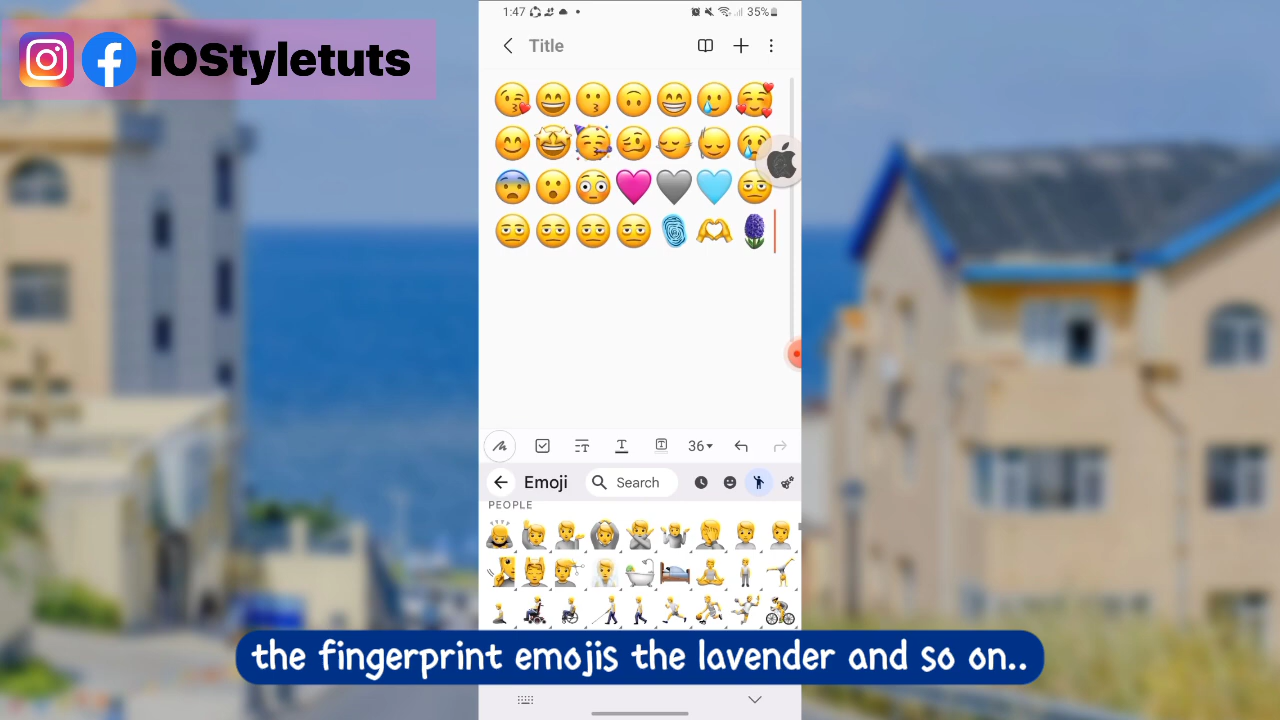 iOStyletuts
1:47
35%
Title
36
Emoji
Search
PEOPLE
the fingerprint emojis the lavender and so on..